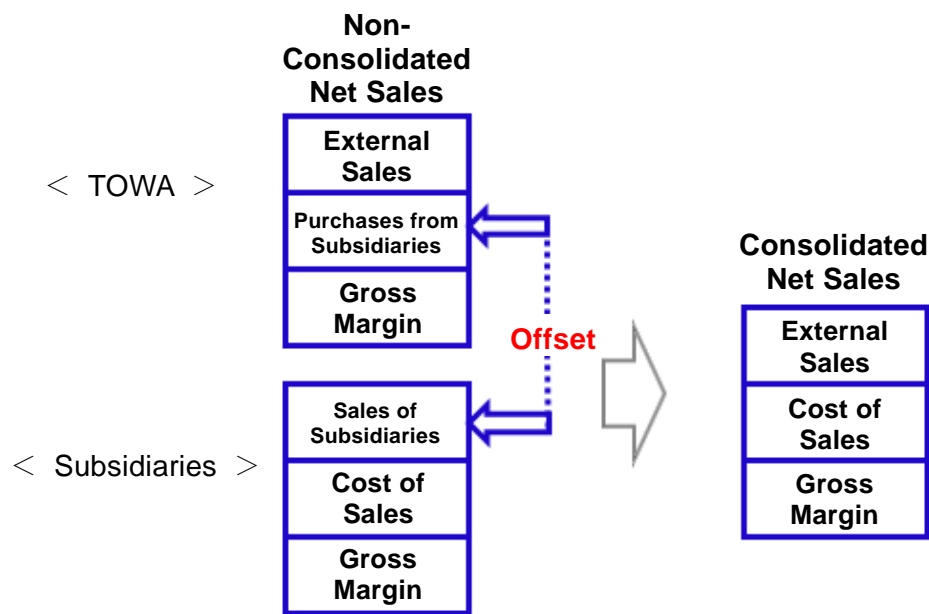 Non-
Consolidated
Net Sales
External
Sales
< TOWA >
Purchases from
Subsidiaries
Gross
Margin
Offset
Sales of
Subsidiaries
< Subsidiaries >
Cost of
Sales
Gross
Margin
Consolidated
Net Sales
External
Sales
Cost of
Sales
Gross
Margin